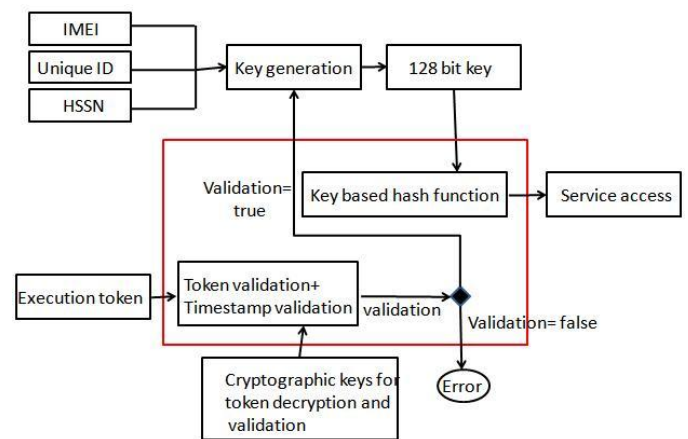 IMEI
Unique ID
HSSN
Key generation
128 bit key
Validation=
true
Key based hash function
Service access
Execution token
Token validation+
Timestamp validation
validation
Validation= false
Cryptographic keys for
token decryption and
validation
Error